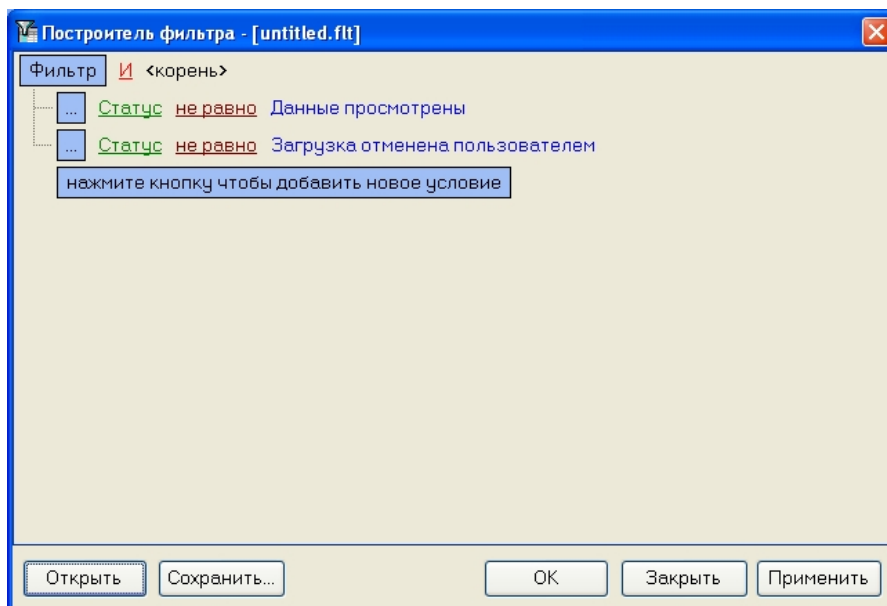 Построитель фильтра - [untitled.flt]
Фильтр И <корень>
... Статус не равно Данные просмотрены
... Статус не равно Загрузка отменена пользователем
нажмите кнопку чтобы добавить новое условие
Открыть Сохранить... OK Закрыть Применить